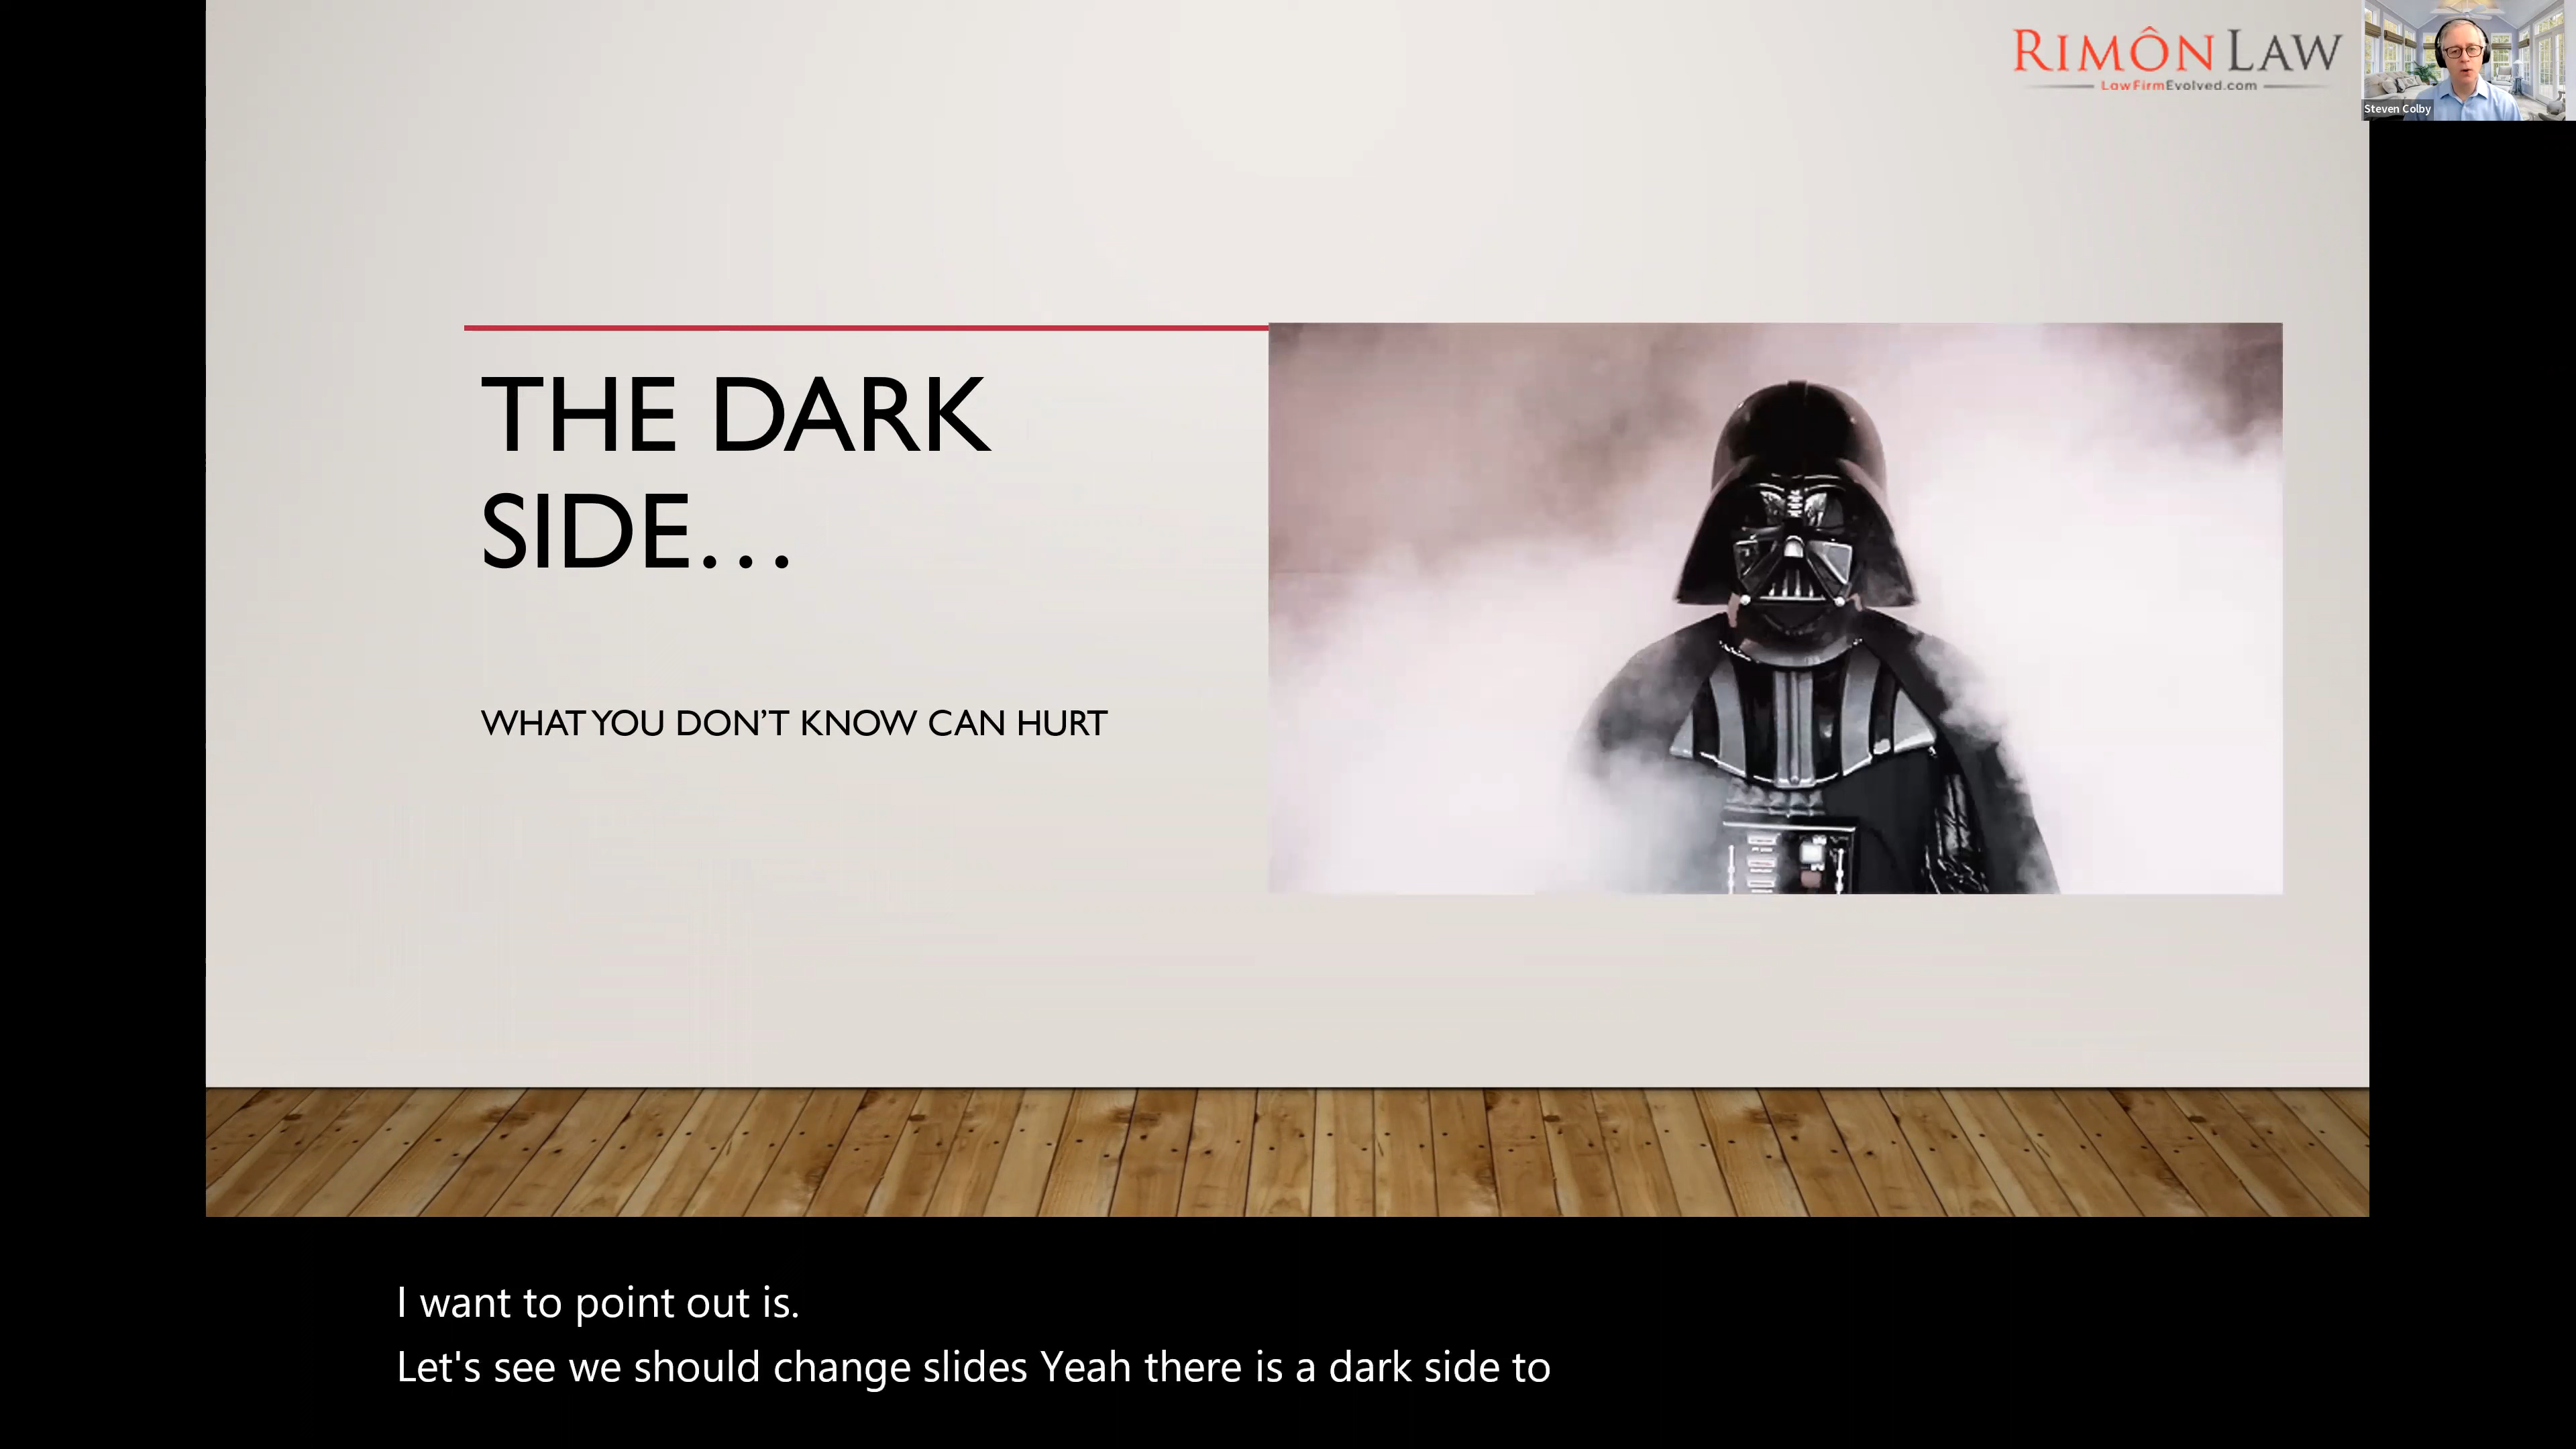 RIMÔN LAW
LawFirmEvolved.com
Steven Colby
THE DARK
SIDE...
WHAT YOU DON'T KNOW CAN HURT
I want to point out is.
Let's see we should change slides Yeah there is a dark side to